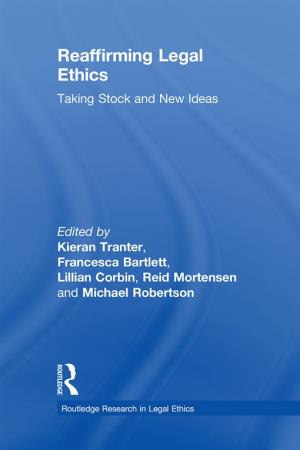 Reaffirming Legal
Ethics
Taking Stock and New Ideas
Edited by
Kieran Tranter,
Francesca Bartlett,
Lillian Corbin, Reid Mortensen
and Michael Robertson
ROUTLEDGE
Routledge Research in Legal Ethics